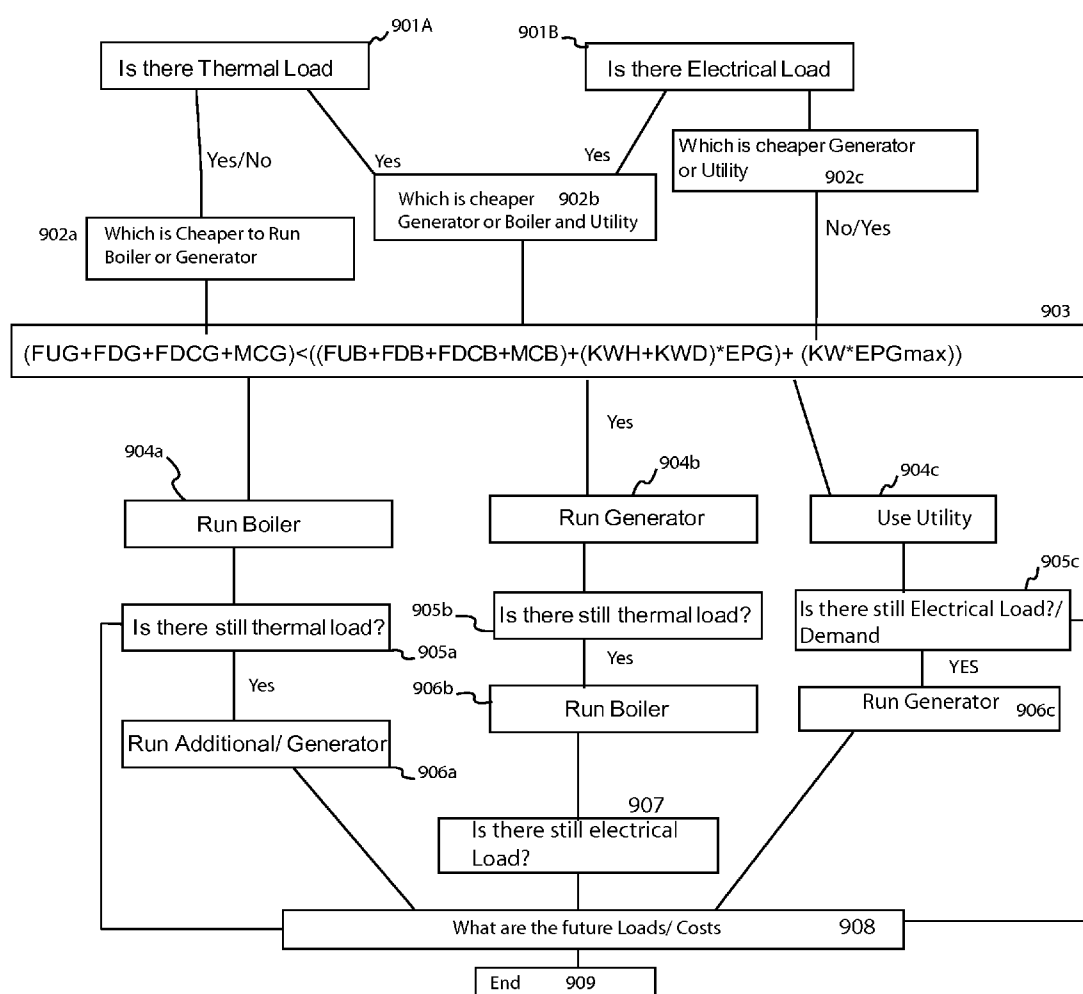 901A
901B
Is there Thermal Load
Is there Electrical Load
Yes/No
Yes
Yes
Which is cheaper Generator
or Utility
902c
Which is cheaper 902b
Generator or Boiler and Utility
902a
Which is Cheaper to Run
Boiler or Generator
No/Yes
903
(FUG+FDG+FDCG+MCG)<((FUB+FDB+FDCB+MCB)+(KWH+KWD)*EPG)+ (KW*EPGmax))
Yes
904a
904b
904c
Run Boiler
Run Generator
Use Utility
905c
905b
Is there still thermal load?
Is there still thermal load?
Is there still Electrical Load?/
Demand
905a
Yes
Yes
YES
906b
Run Boiler
Run Generator
906c
Run Additional/ Generator
906a
907
Is there still electrical
Load?
What are the future Loads/ Costs
908
End
909